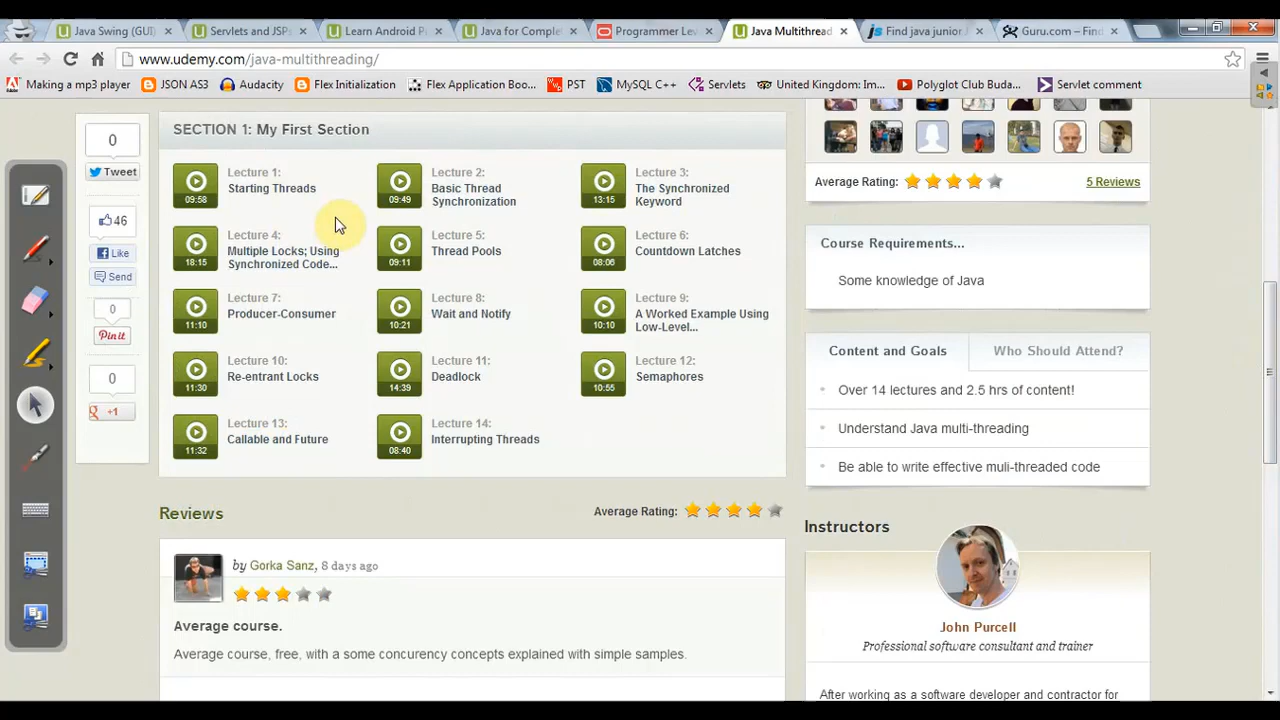 Java Swing (GUI)
Servlets and JSPs
Learn Android P
Java for Comple
Programmer Lev
Java Multithread
Find java junior
Guru.com – Find
www.udemy.com/java-multithreading/
Making a mp3 player
JSON AS3
Audacity
Flex Initialization
Flex Application Boo...
PST
MySQL C++
Servlets
United Kingdom: Im...
Polyglot Club Buda...
Servlet comment
0
Tweet
46
Like
Send
0
Pin it
0
+1
SECTION 1: My First Section
Lecture 1:
Starting Threads
09:58
Lecture 2:
Basic Thread
Synchronization
09:49
Lecture 3:
The Synchronized
Keyword
13:15
Lecture 4:
Multiple Locks; Using
Synchronized Code...
18:15
Lecture 5:
Thread Pools
09:11
Lecture 6:
Countdown Latches
08:06
Lecture 7:
Producer-Consumer
11:10
Lecture 8:
Wait and Notify
10:21
Lecture 9:
A Worked Example Using
Low-Level...
10:10
Lecture 10:
Re-entrant Locks
11:30
Lecture 11:
Deadlock
14:39
Lecture 12:
Semaphores
10:55
Lecture 13:
Callable and Future
11:32
Lecture 14:
Interrupting Threads
08:40
Reviews
Average Rating:
by Gorka Sanz, 8 days ago
Average course.
Average course, free, with a some concurency concepts explained with simple samples.
Average Rating:
5 Reviews
Course Requirements...
Some knowledge of Java
Content and Goals
Who Should Attend?
Over 14 lectures and 2.5 hrs of content!
Understand Java multi-threading
Be able to write effective muli-threaded code
Instructors
John Purcell
Professional software consultant and trainer
After working as a software developer and contractor for